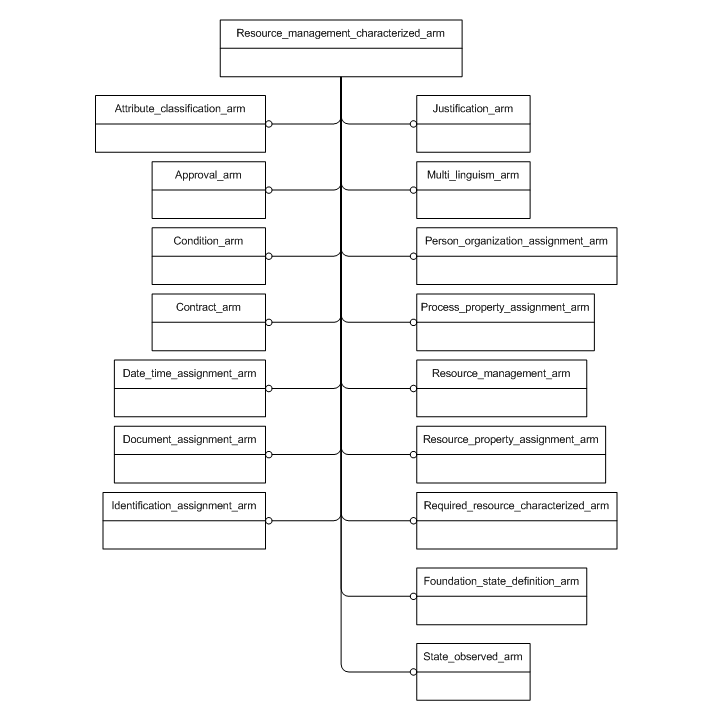 Resource_management_characterized_arm
Attribute_classification_arm
Justification_arm
Approval_arm
Multi_linguism_arm
Condition_arm
Person_organization_assignment_arm
Contract_arm
Process_property_assignment_arm
Date_time_assignment_arm
Resource_management_arm
Document_assignment_arm
Resource_property_assignment_arm
Identification_assignment_arm
Required_resource_characterized_arm
Foundation_state_definition_arm
State_observed_arm